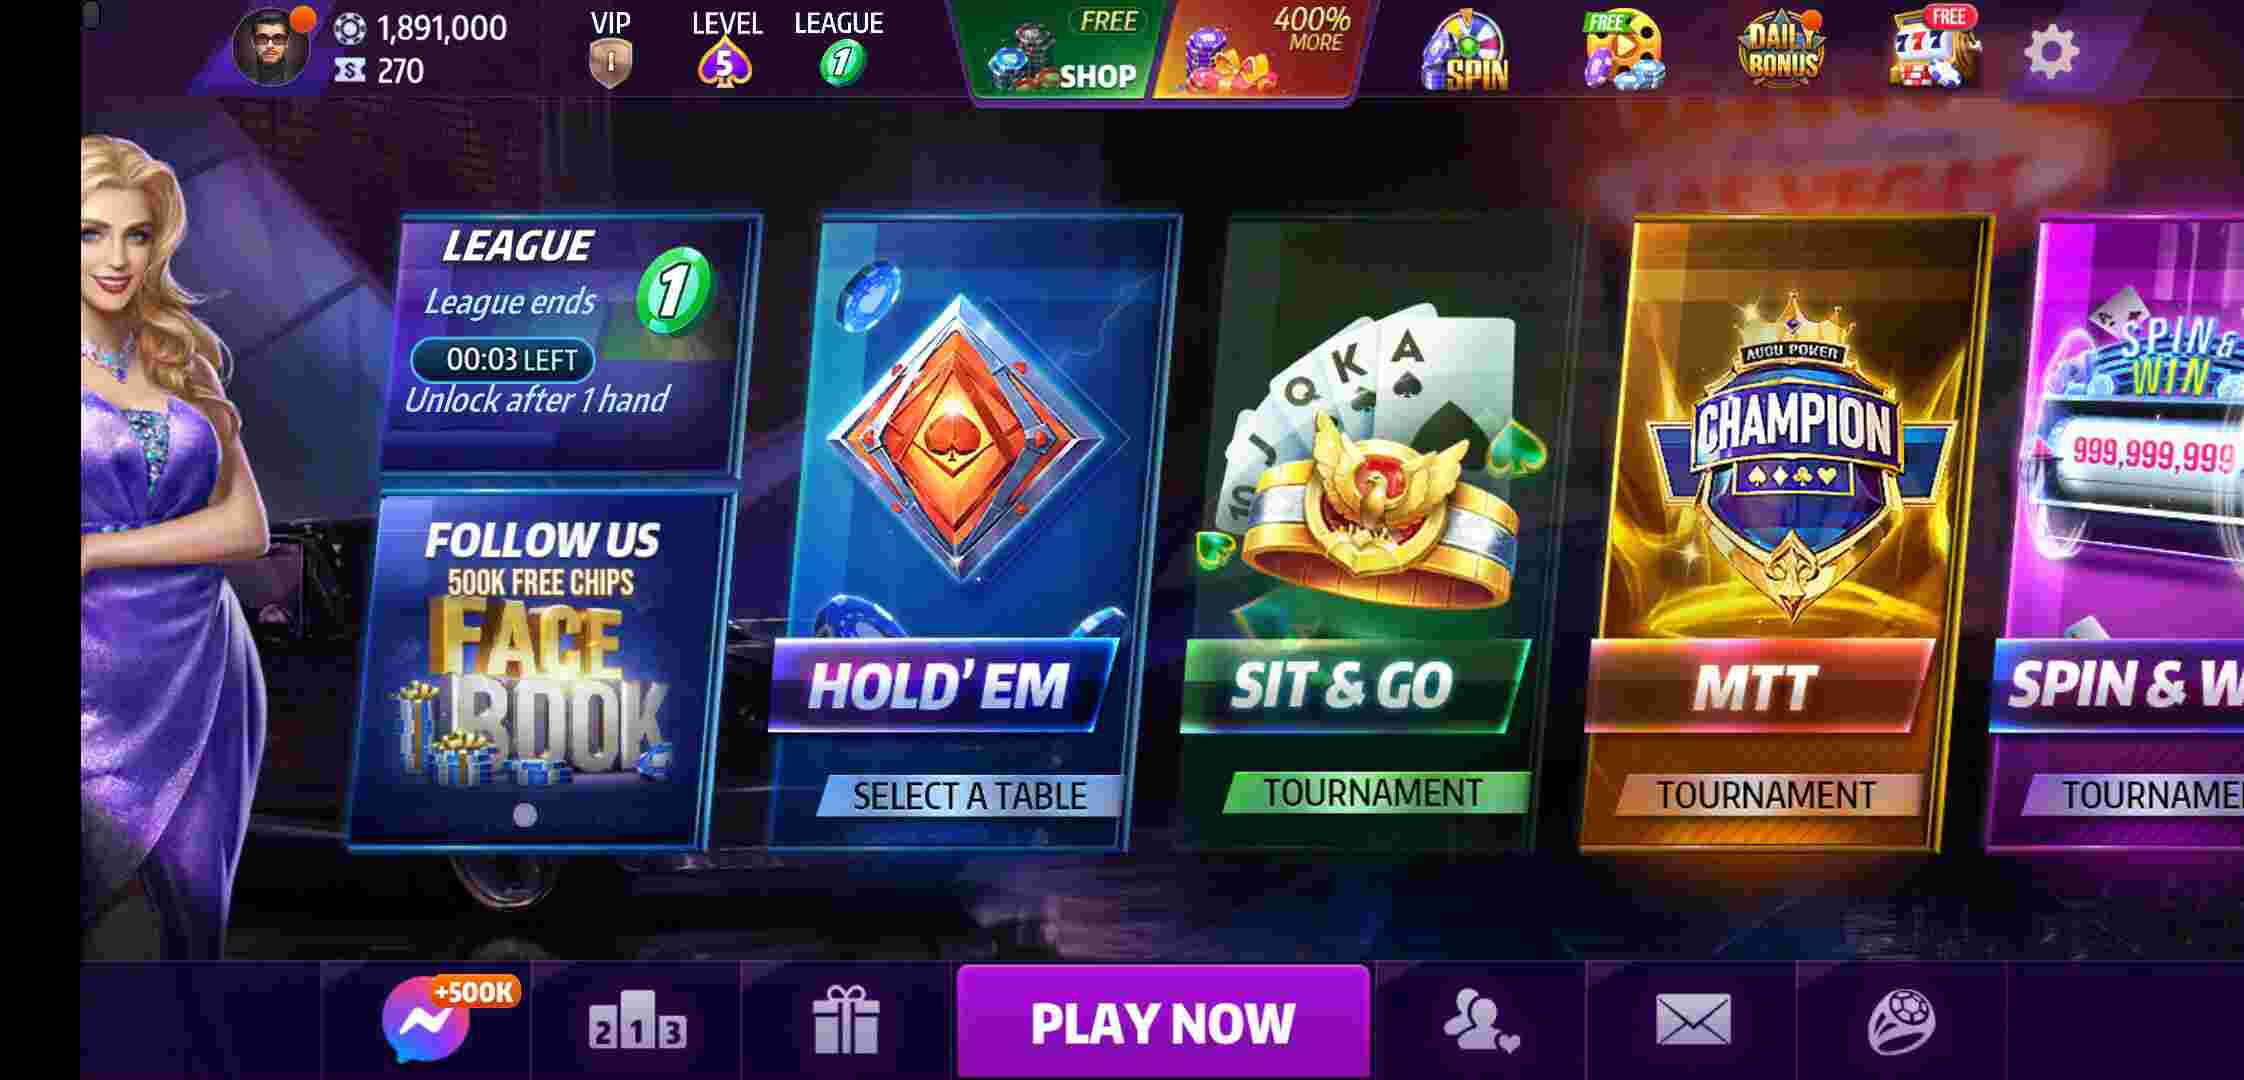 1,891,000
270
VIP
LEVEL
5
LEAGUE
1
FREE
SHOP
400%
MORE
SPIN
FREE
DAILY
BONUS
777
FREE
LEAGUE
League ends
00:03 LEFT
Unlock after 1 hand
1
FOLLOW US
500K FREE CHIPS
FACE
BOOK
HOLD' EM
SELECT A TABLE
A
K
Q
J
10
SIT & GO
TOURNAMENT
CHAMPION
MTT
TOURNAMENT
SPIN &
WIN
999,999,999
SPIN & W
TOURNAME
+500K
2 1 3
PLAY NOW